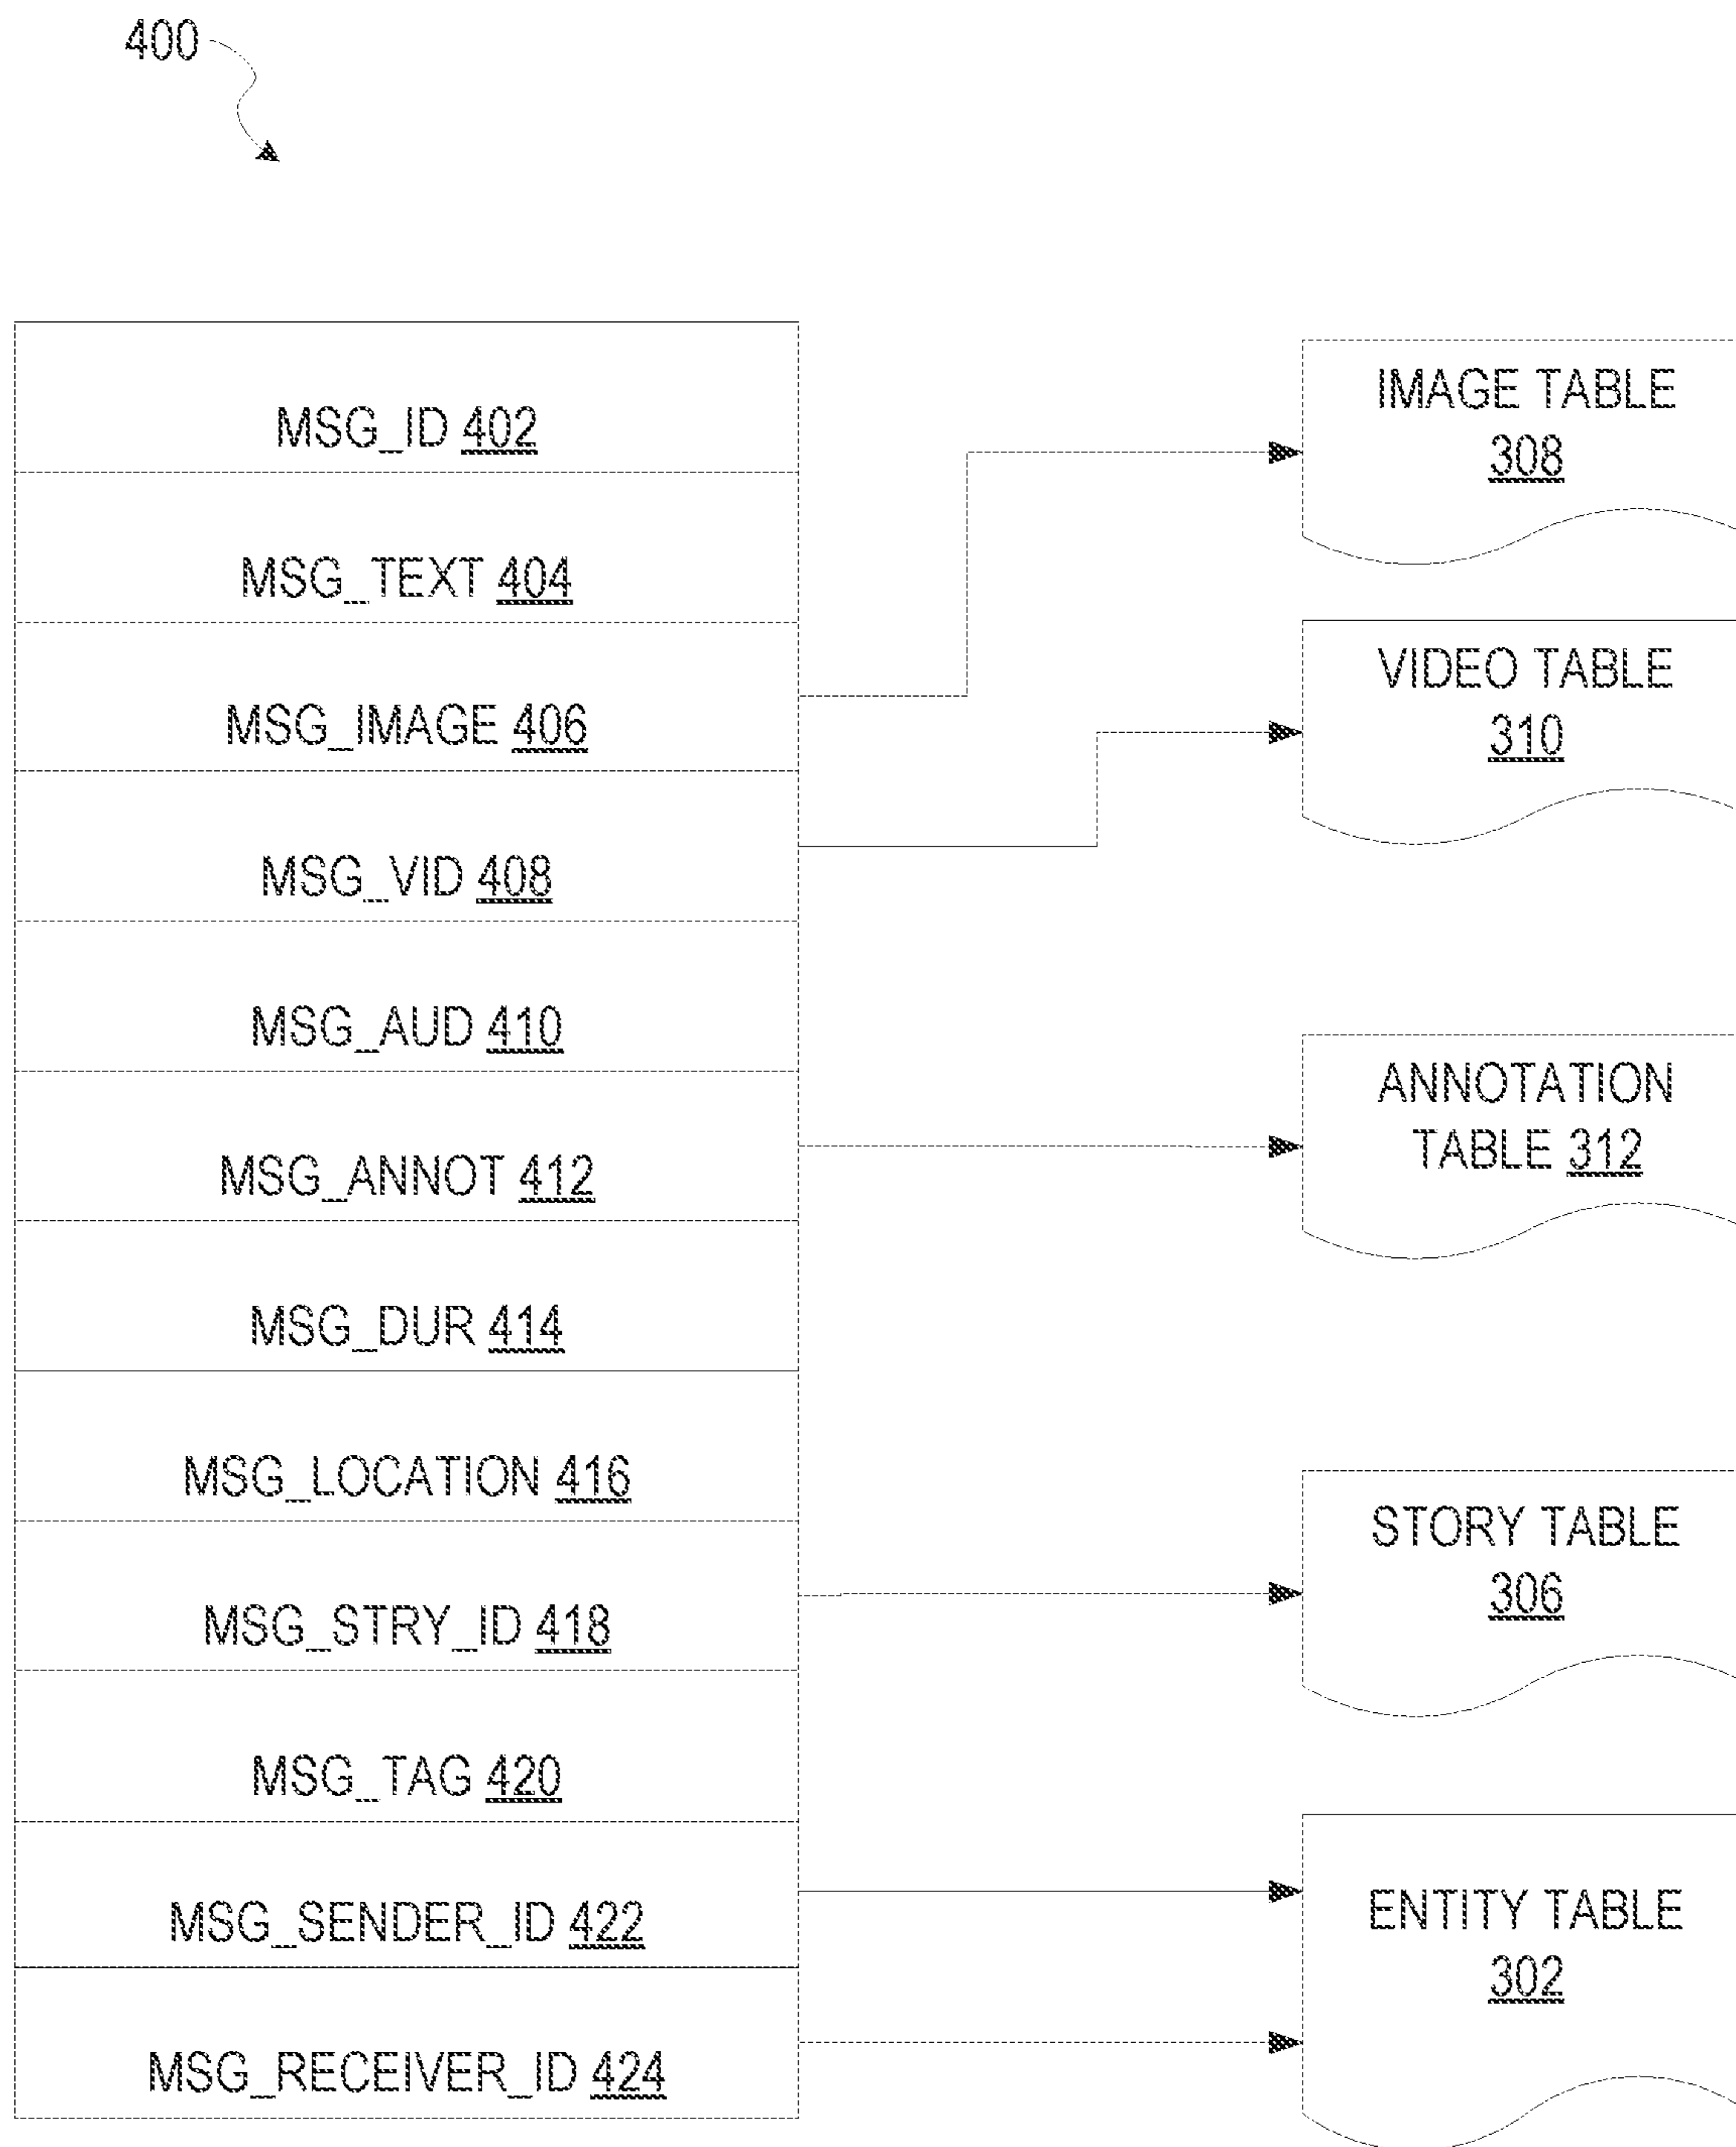 400
MSG_ID 402
MSG_TEXT 404
MSG_IMAGE 406
MSG_VID 408
MSG_AUD 410
MSG_ANNOT 412
MSG_DUR 414
MSG_LOCATION 416
MSG_STRY_ID 418
MSG_TAG 420
MSG_SENDER_ID 422
MSG_RECEIVER_ID 424
IMAGE TABLE
308
VIDEO TABLE
310
ANNOTATION
TABLE 312
STORY TABLE
306
ENTITY TABLE
302